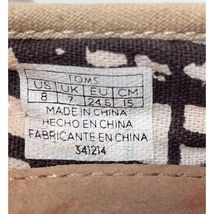 TOMS
US UK EU CM
8 7 24.5 15
MADE IN CHINA
HECHO EN CHINA
FABRICANTE EN CHINA
341214